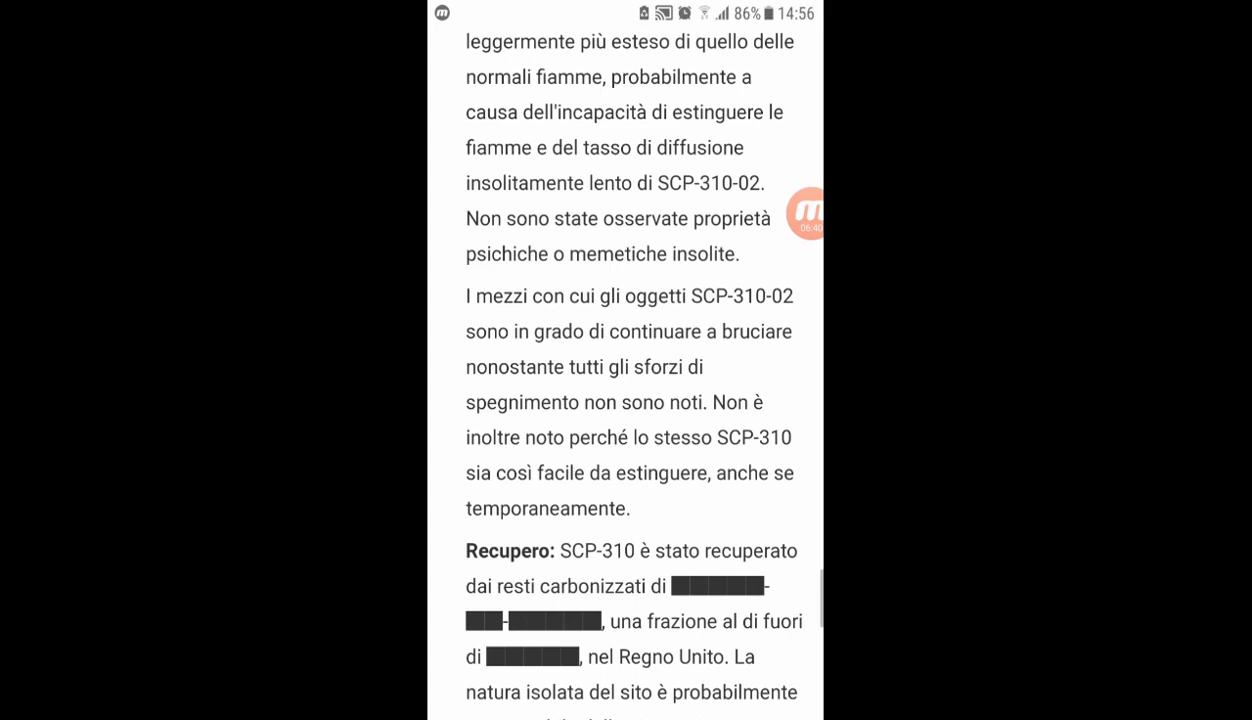 86% 14:56
leggermente più esteso di quello delle
normali fiamme, probabilmente a
causa dell'incapacità di estinguere le
fiamme e del tasso di diffusione
insolitamente lento di SCP-310-02.
Non sono state osservate proprietà
06:40
psichiche o memetiche insolite.
I mezzi con cui gli oggetti SCP-310-02
sono in grado di continuare a bruciare
nonostante tutti gli sforzi di
spegnimento non sono noti. Non è
inoltre noto perché lo stesso SCP-310
sia così facile da estinguere, anche se
temporaneamente.
Recupero: SCP-310 è stato recuperato
dai resti carbonizzati di █████-
██-█████, una frazione al di fuori
di █████, nel Regno Unito. La
natura isolata del sito è probabilmente